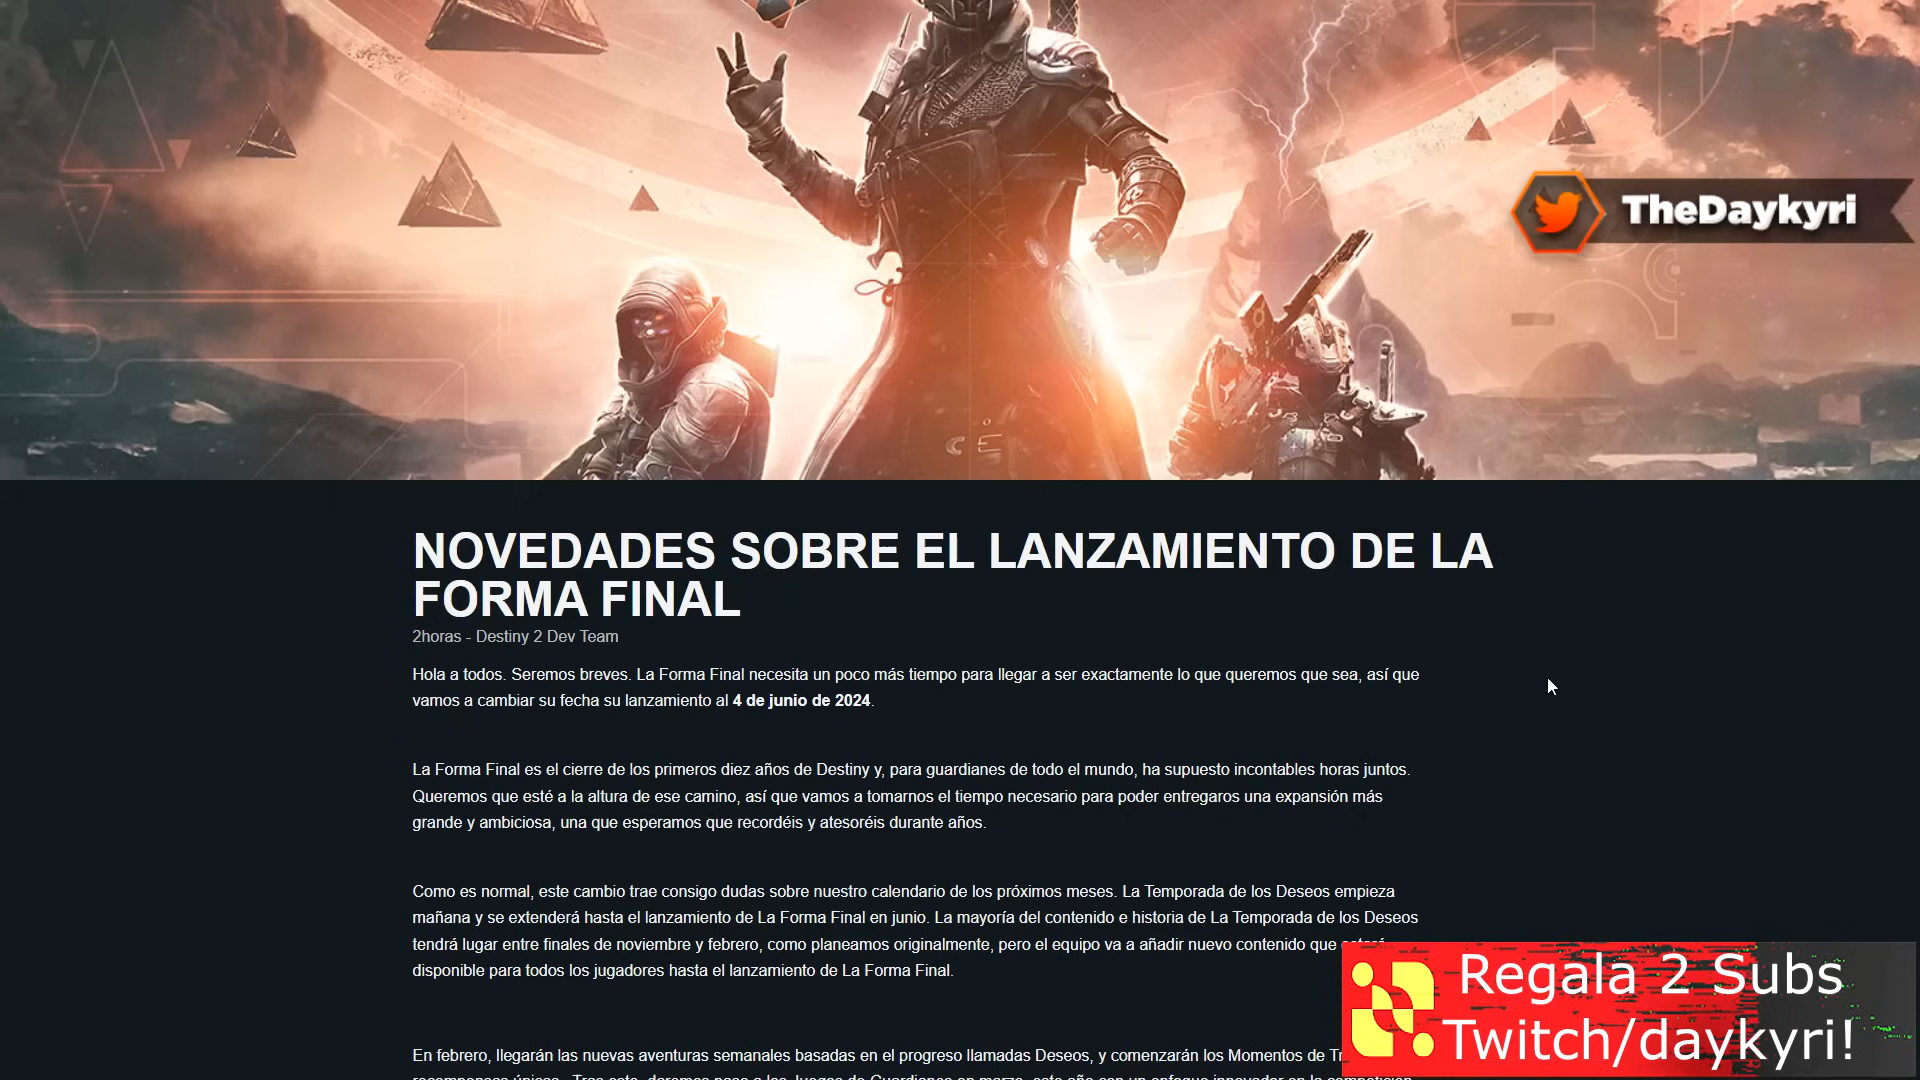 TheDaykyri
NOVEDADES SOBRE EL LANZAMIENTO DE LA
FORMA FINAL
2horas - Destiny 2 Dev Team
Hola a todos. Seremos breves. La Forma Final necesita un poco más tiempo para llegar a ser exactamente lo que queremos que sea, así que
vamos a cambiar su fecha su lanzamiento al 4 de junio de 2024.
La Forma Final es el cierre de los primeros diez años de Destiny y, para guardianes de todo el mundo, ha supuesto incontables horas juntos.
Queremos que esté a la altura de ese camino, así que vamos a tomarnos el tiempo necesario para poder entregaros una expansión más
grande y ambiciosa, una que esperamos que recordéis y atesoréis durante años.
Como es normal, este cambio trae consigo dudas sobre nuestro calendario de los próximos meses. La Temporada de los Deseos empieza
mañana y se extenderá hasta el lanzamiento de La Forma Final en junio. La mayoría del contenido e historia de La Temporada de los Deseos
tendrá lugar entre finales de noviembre y febrero, como planeamos originalmente, pero el equipo va a añadir nuevo contenido que
disponible para todos los jugadores hasta el lanzamiento de La Forma Final.
En febrero, llegarán las nuevas aventuras semanales basadas en el progreso llamadas Deseos, y comenzarán los Momentos de
Regala 2 Subs
Twitch/daykyri!